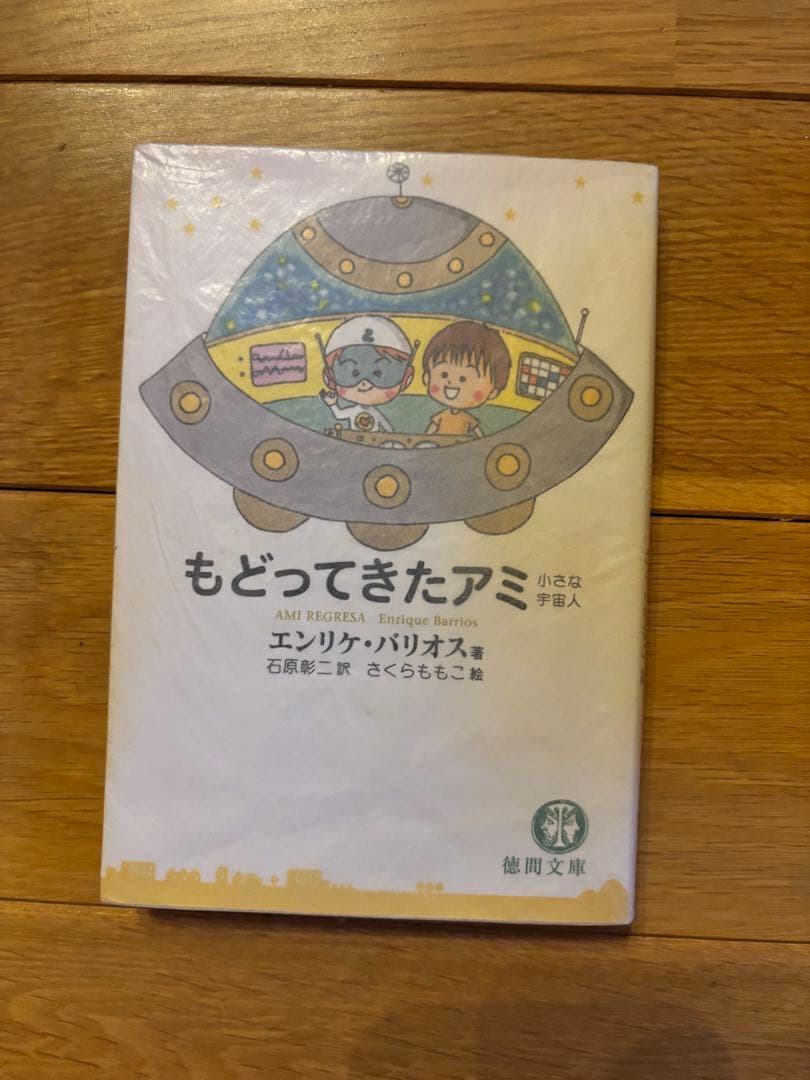 もどってきたアミ 小さな宇宙人
AMI REGRESA Enrique Barrios
エンリケ・バリオス著
石原彰二訳 さくらももこ絵
徳間文庫